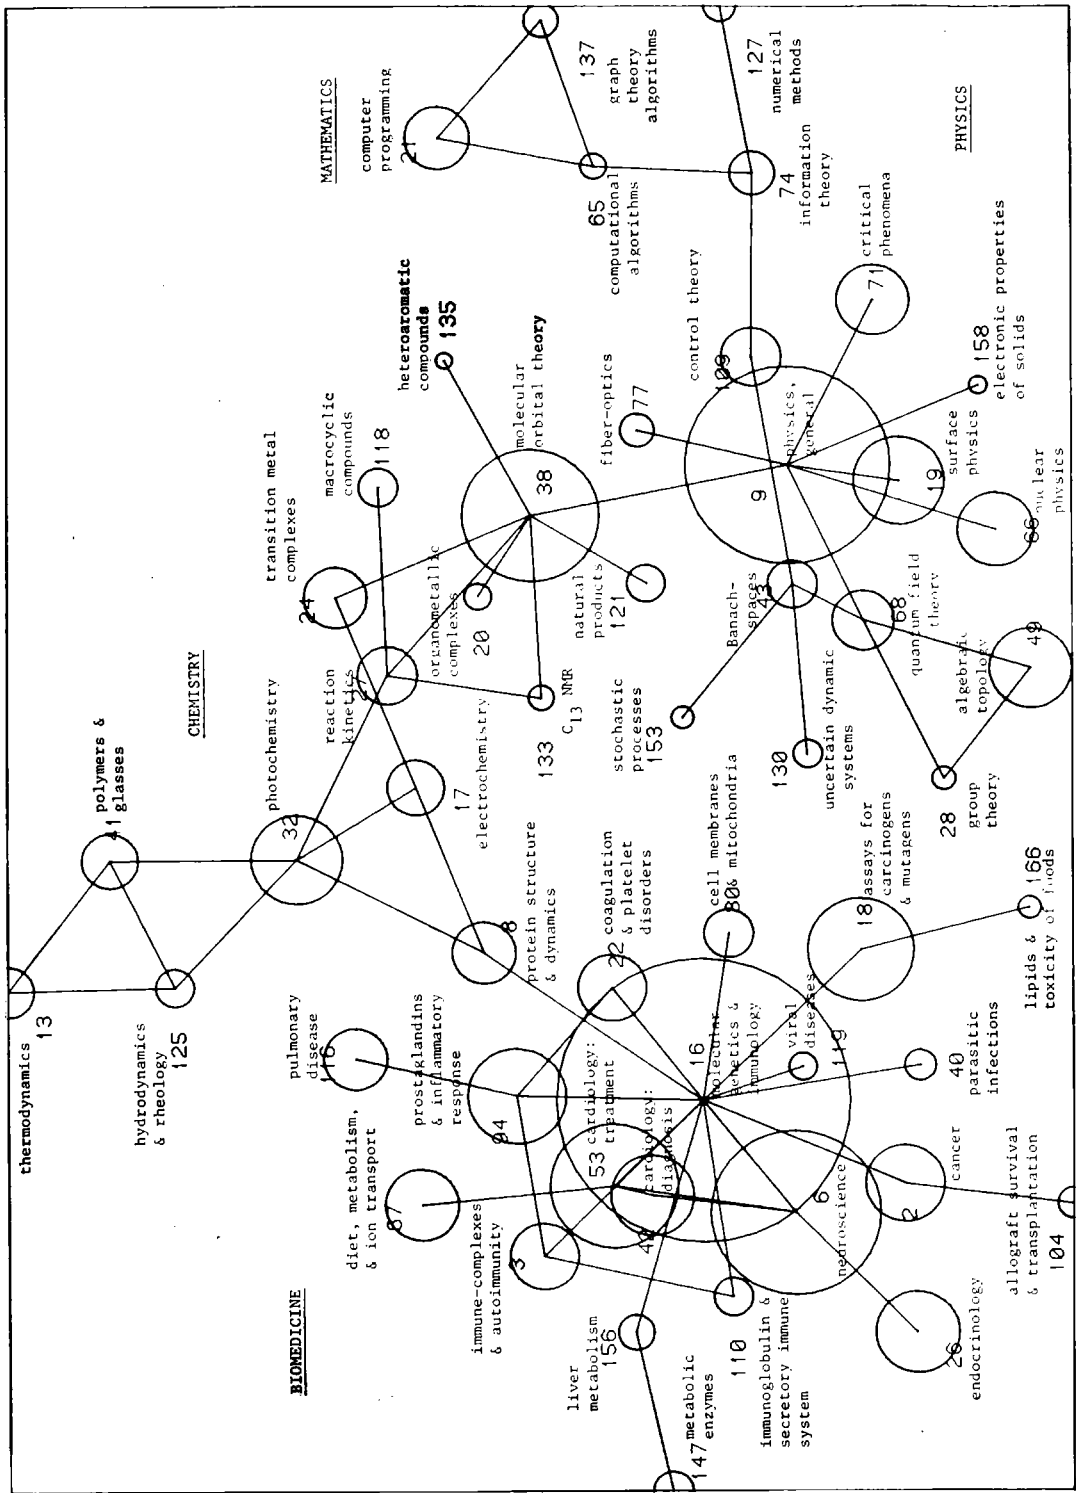 thermodynamics
13
polymers &
glasses
41
hydrodynamics
& rheology
125
CHEMISTRY
MATHEMATICS
BIOMEDICINE
PHYSICS
computer
programming
21
137
graph
theory
algorithms
127
numerical
methods
65
computational
algorithms
74
information
theory
transition metal
complexes
24
macrocyclic
compounds
118
heteroaromatic
compounds
135
photochemistry
32
reaction
kinetics
27
organometallic
complexes
20
molecular
orbital theory
38
electrochemistry
17
C13 NMR
133
natural
products
121
fiber-optics
77
control theory
109
physics,
general
9
critical
phenomena
71
electronic properties
of solids
158
surface
physics
19
nuclear
physics
66
Banach-
spaces
43
quantum field
theory
68
algebraic
topology
49
group
theory
28
stochastic
processes
153
uncertain dynamic
systems
130
pulmonary
disease
116
diet, metabolism,
& ion transport
87
prostaglandins
& inflammatory
response
94
protein structure
& dynamics
8
coagulation
& platelet
disorders
22
cell membranes
& mitochondria
80
assays for
carcinogens
& mutagens
18
lipids &
toxicity of foods
166
immune-complexes
& autoimmunity
3
cardiology:
treatment
53
cardiology:
diagnosis
molecular
genetics &
immunology
16
viral
diseases
119
parasitic
infections
40
liver
metabolism
156
metabolic
enzymes
147
immunoglobulin &
secretory immune
system
110
neuroscience
6
cancer
2
endocrinology
26
allograft survival
& transplantation
104